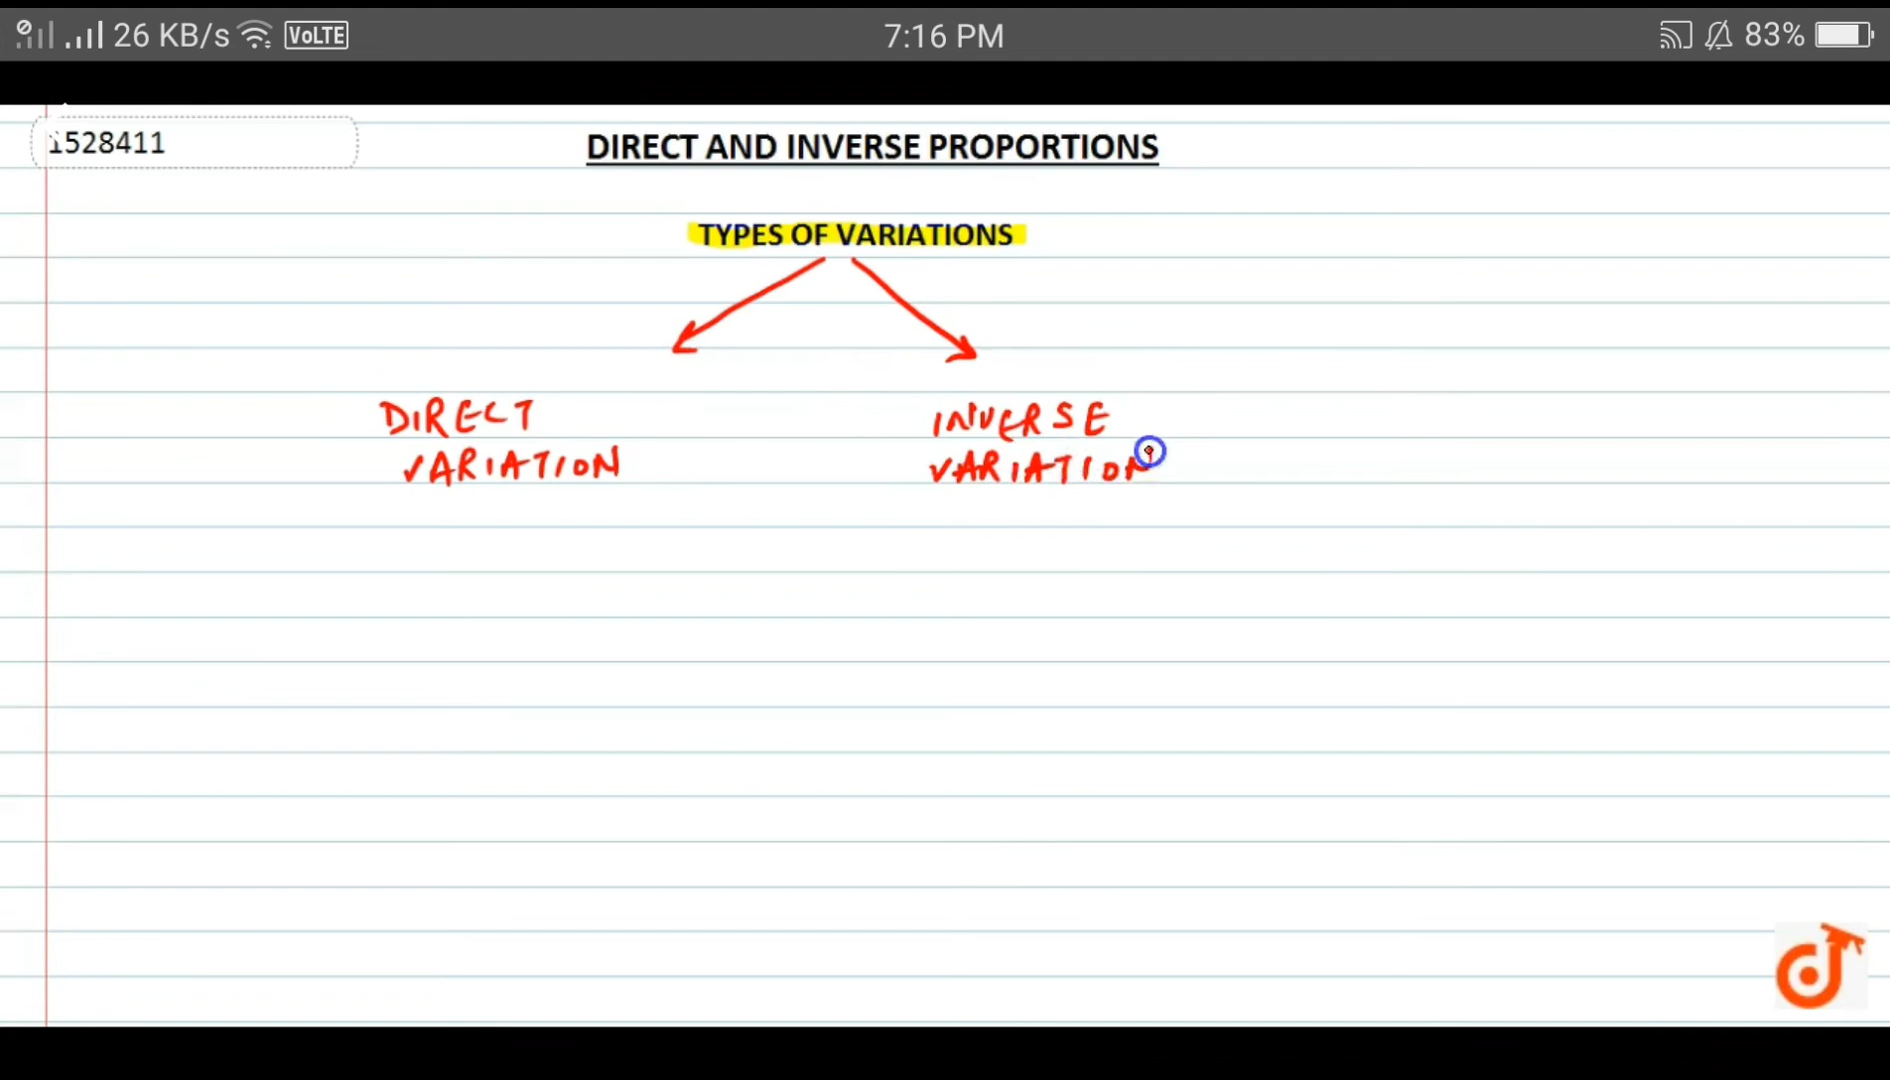 26 KB/s VoLTE 7:16 PM 83%
1528411
DIRECT AND INVERSE PROPORTIONS
TYPES OF VARIATIONS
DIRECT
VARIATION
INVERSE
VARIATION